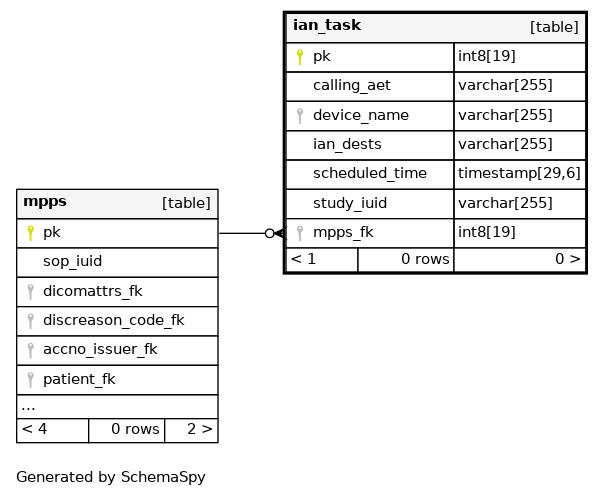 ian_task [table]
pk int8[19]
calling_aet varchar[255]
device_name varchar[255]
ian_dests varchar[255]
scheduled_time timestamp[29,6]
study_iuid varchar[255]
mpps_fk int8[19]
< 1 0 rows 0 >
mpps [table]
pk
sop_iuid
dicomattrs_fk
discreason_code_fk
accno_issuer_fk
patient_fk
...
< 4 0 rows 2 >
Generated by SchemaSpy